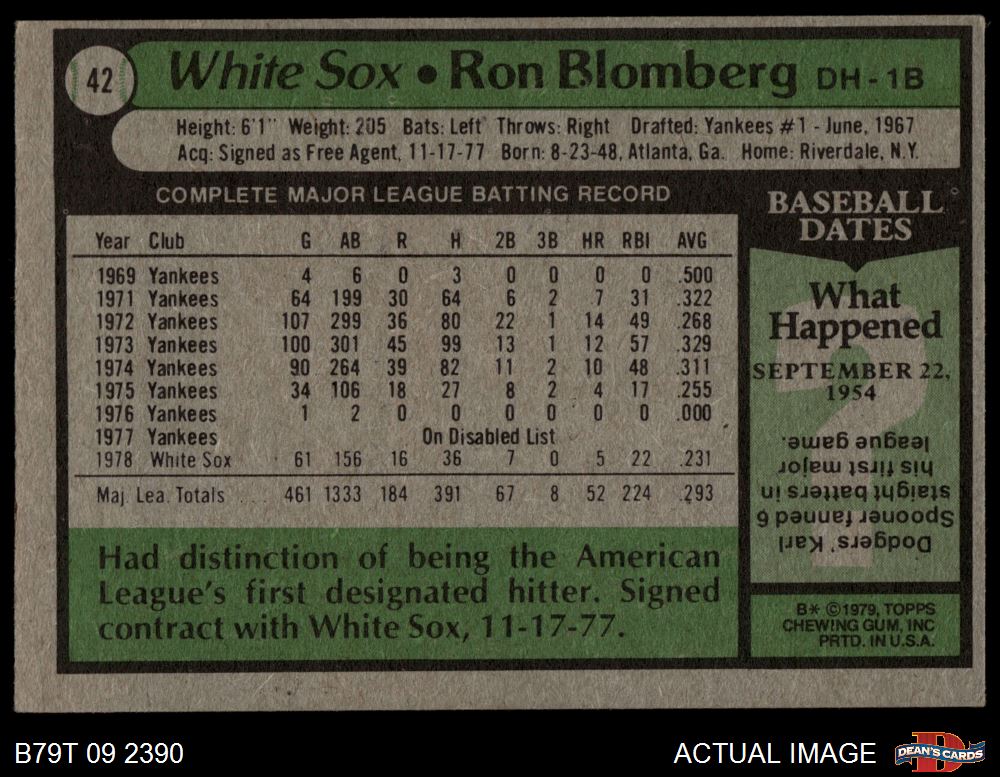 42
White Sox • Ron Blomberg DH - 1B
Height: 6'1" Weight: 205 Bats: Left Throws: Right Drafted: Yankees #1 - June, 1967
Acq: Signed as Free Agent, 11-17-77 Born: 8-23-48, Atlanta, Ga. Home: Riverdale, N.Y.
COMPLETE MAJOR LEAGUE BATTING RECORD
Year Club G AB R H 2B 3B HR RBI AVG
1969 Yankees 4 6 0 3 0 0 0 0 .500
1971 Yankees 64 199 30 64 6 2 7 31 .322
1972 Yankees 107 299 36 80 22 1 14 49 .268
1973 Yankees 100 301 45 99 13 1 12 57 .329
1974 Yankees 90 264 39 82 11 2 10 48 .311
1975 Yankees 34 106 18 27 8 2 4 17 .255
1976 Yankees 1 2 0 0 0 0 0 0 .000
1977 Yankees On Disabled List
1978 White Sox 61 156 16 36 7 0 5 22 .231
Maj. Lea. Totals 461 1333 184 391 67 8 52 224 .293
Had distinction of being the American
League's first designated hitter. Signed
contract with White Sox, 11-17-77.
BASEBALL
DATES
What
Happened
SEPTEMBER 22,
1954
Dodgers' Karl
Spooner fanned 6
straight batters in
his first major
league game.
B* ©1979, TOPPS
CHEWING GUM, INC
PRTD. IN U.S.A.
B79T 09 2390
ACTUAL IMAGE
DEAN'S CARDS